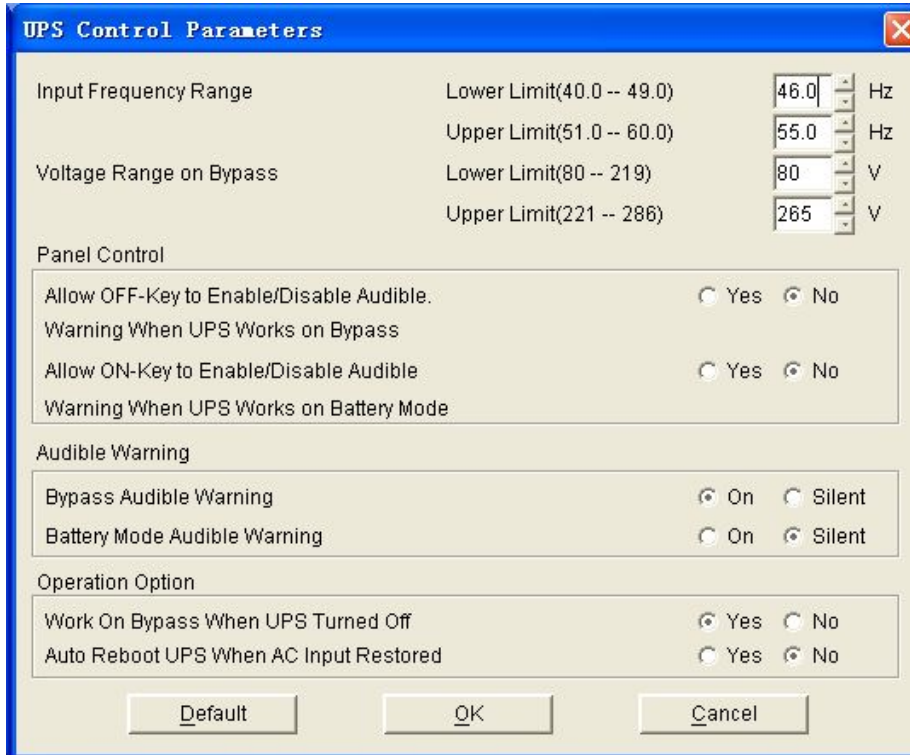 UPS Control Parameters
Input Frequency Range Lower Limit(40.0 -- 49.0) 46.0 Hz
Upper Limit(51.0 -- 60.0) 55.0 Hz
Voltage Range on Bypass Lower Limit(80 -- 219) 80 V
Upper Limit(221 -- 286) 265 V
Panel Control
Allow OFF-Key to Enable/Disable Audible. Yes No
Warning When UPS Works on Bypass
Allow ON-Key to Enable/Disable Audible Yes No
Warning When UPS Works on Battery Mode
Audible Warning
Bypass Audible Warning On Silent
Battery Mode Audible Warning On Silent
Operation Option
Work On Bypass When UPS Turned Off Yes No
Auto Reboot UPS When AC Input Restored Yes No
Default OK Cancel